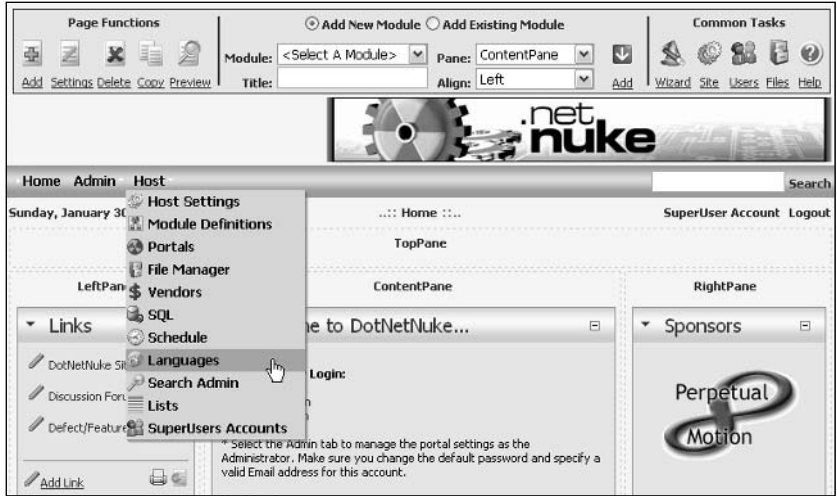 Page Functions
Add New Module Add Existing Module
Common Tasks
Module: <Select A Module> Pane: ContentPane
Title: Align: Left
Add Settings Delete Copy Preview
Add
Wizard Site Users Files Help
.net
nuke
Home Admin Host
Search
Sunday, January 30
..:: Home ::..
SuperUser Account Logout
Host Settings
Module Definitions
Portals
File Manager
Vendors
SQL
Schedule
Languages
Search Admin
Lists
SuperUsers Accounts
TopPane
LeftPan
ContentPane
RightPane
Links
e to DotNetNuke...
Sponsors
DotNetNuke Sit
Discussion Foru
Defect/Feature
Add Link
Login:
n
* Select the Admin tab to manage the portal settings as the
Administrator. Make sure you change the default password and specify a
valid Email address for this account.
Perpetual
Motion